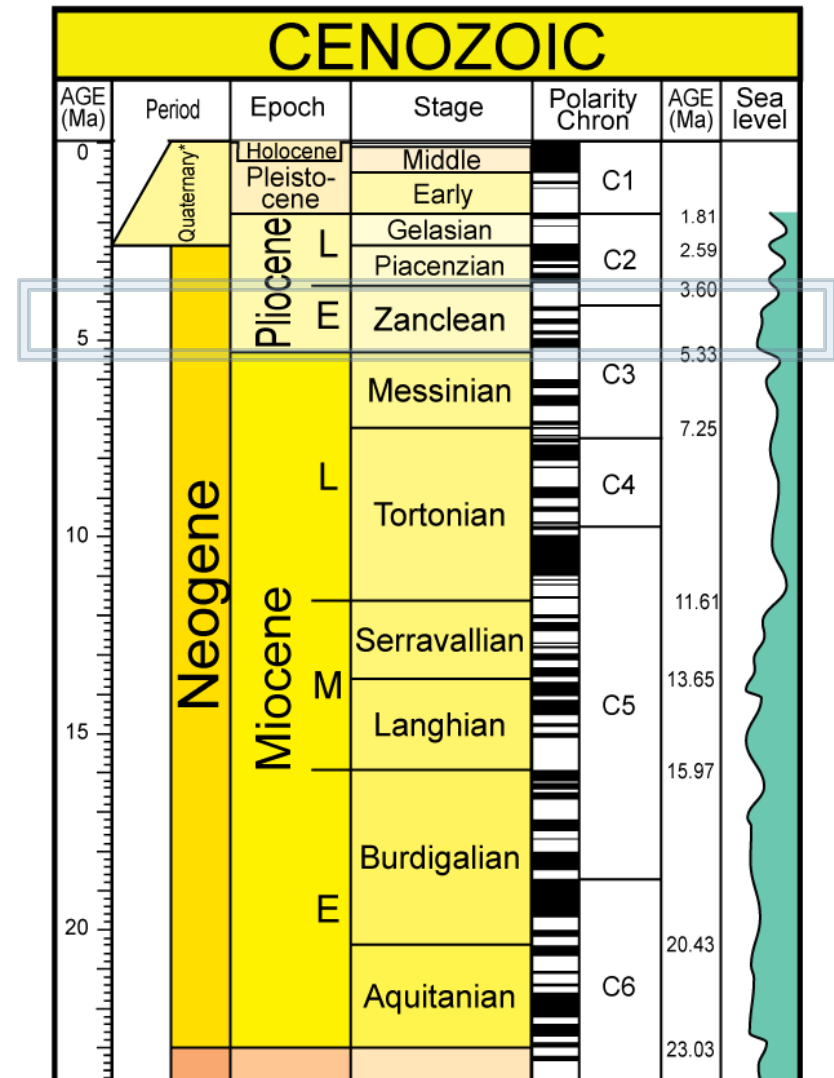 CENOZOIC
AGE
(Ma)
Period
Epoch
Stage
Polarity
Chron
AGE
(Ma)
Sea
level
0
5
10
15
20
Quaternary*
Neogene
Holocene
Pleisto-
cene
Pliocene
L
E
Miocene
L
M
E
Middle
Early
Gelasian
Piacenzian
Zanclean
Messinian
Tortonian
Serravallian
Langhian
Burdigalian
Aquitanian
C1
C2
C3
C4
C5
C6
1.81
2.59
3.60
5.33
7.25
11.61
13.65
15.97
20.43
23.03